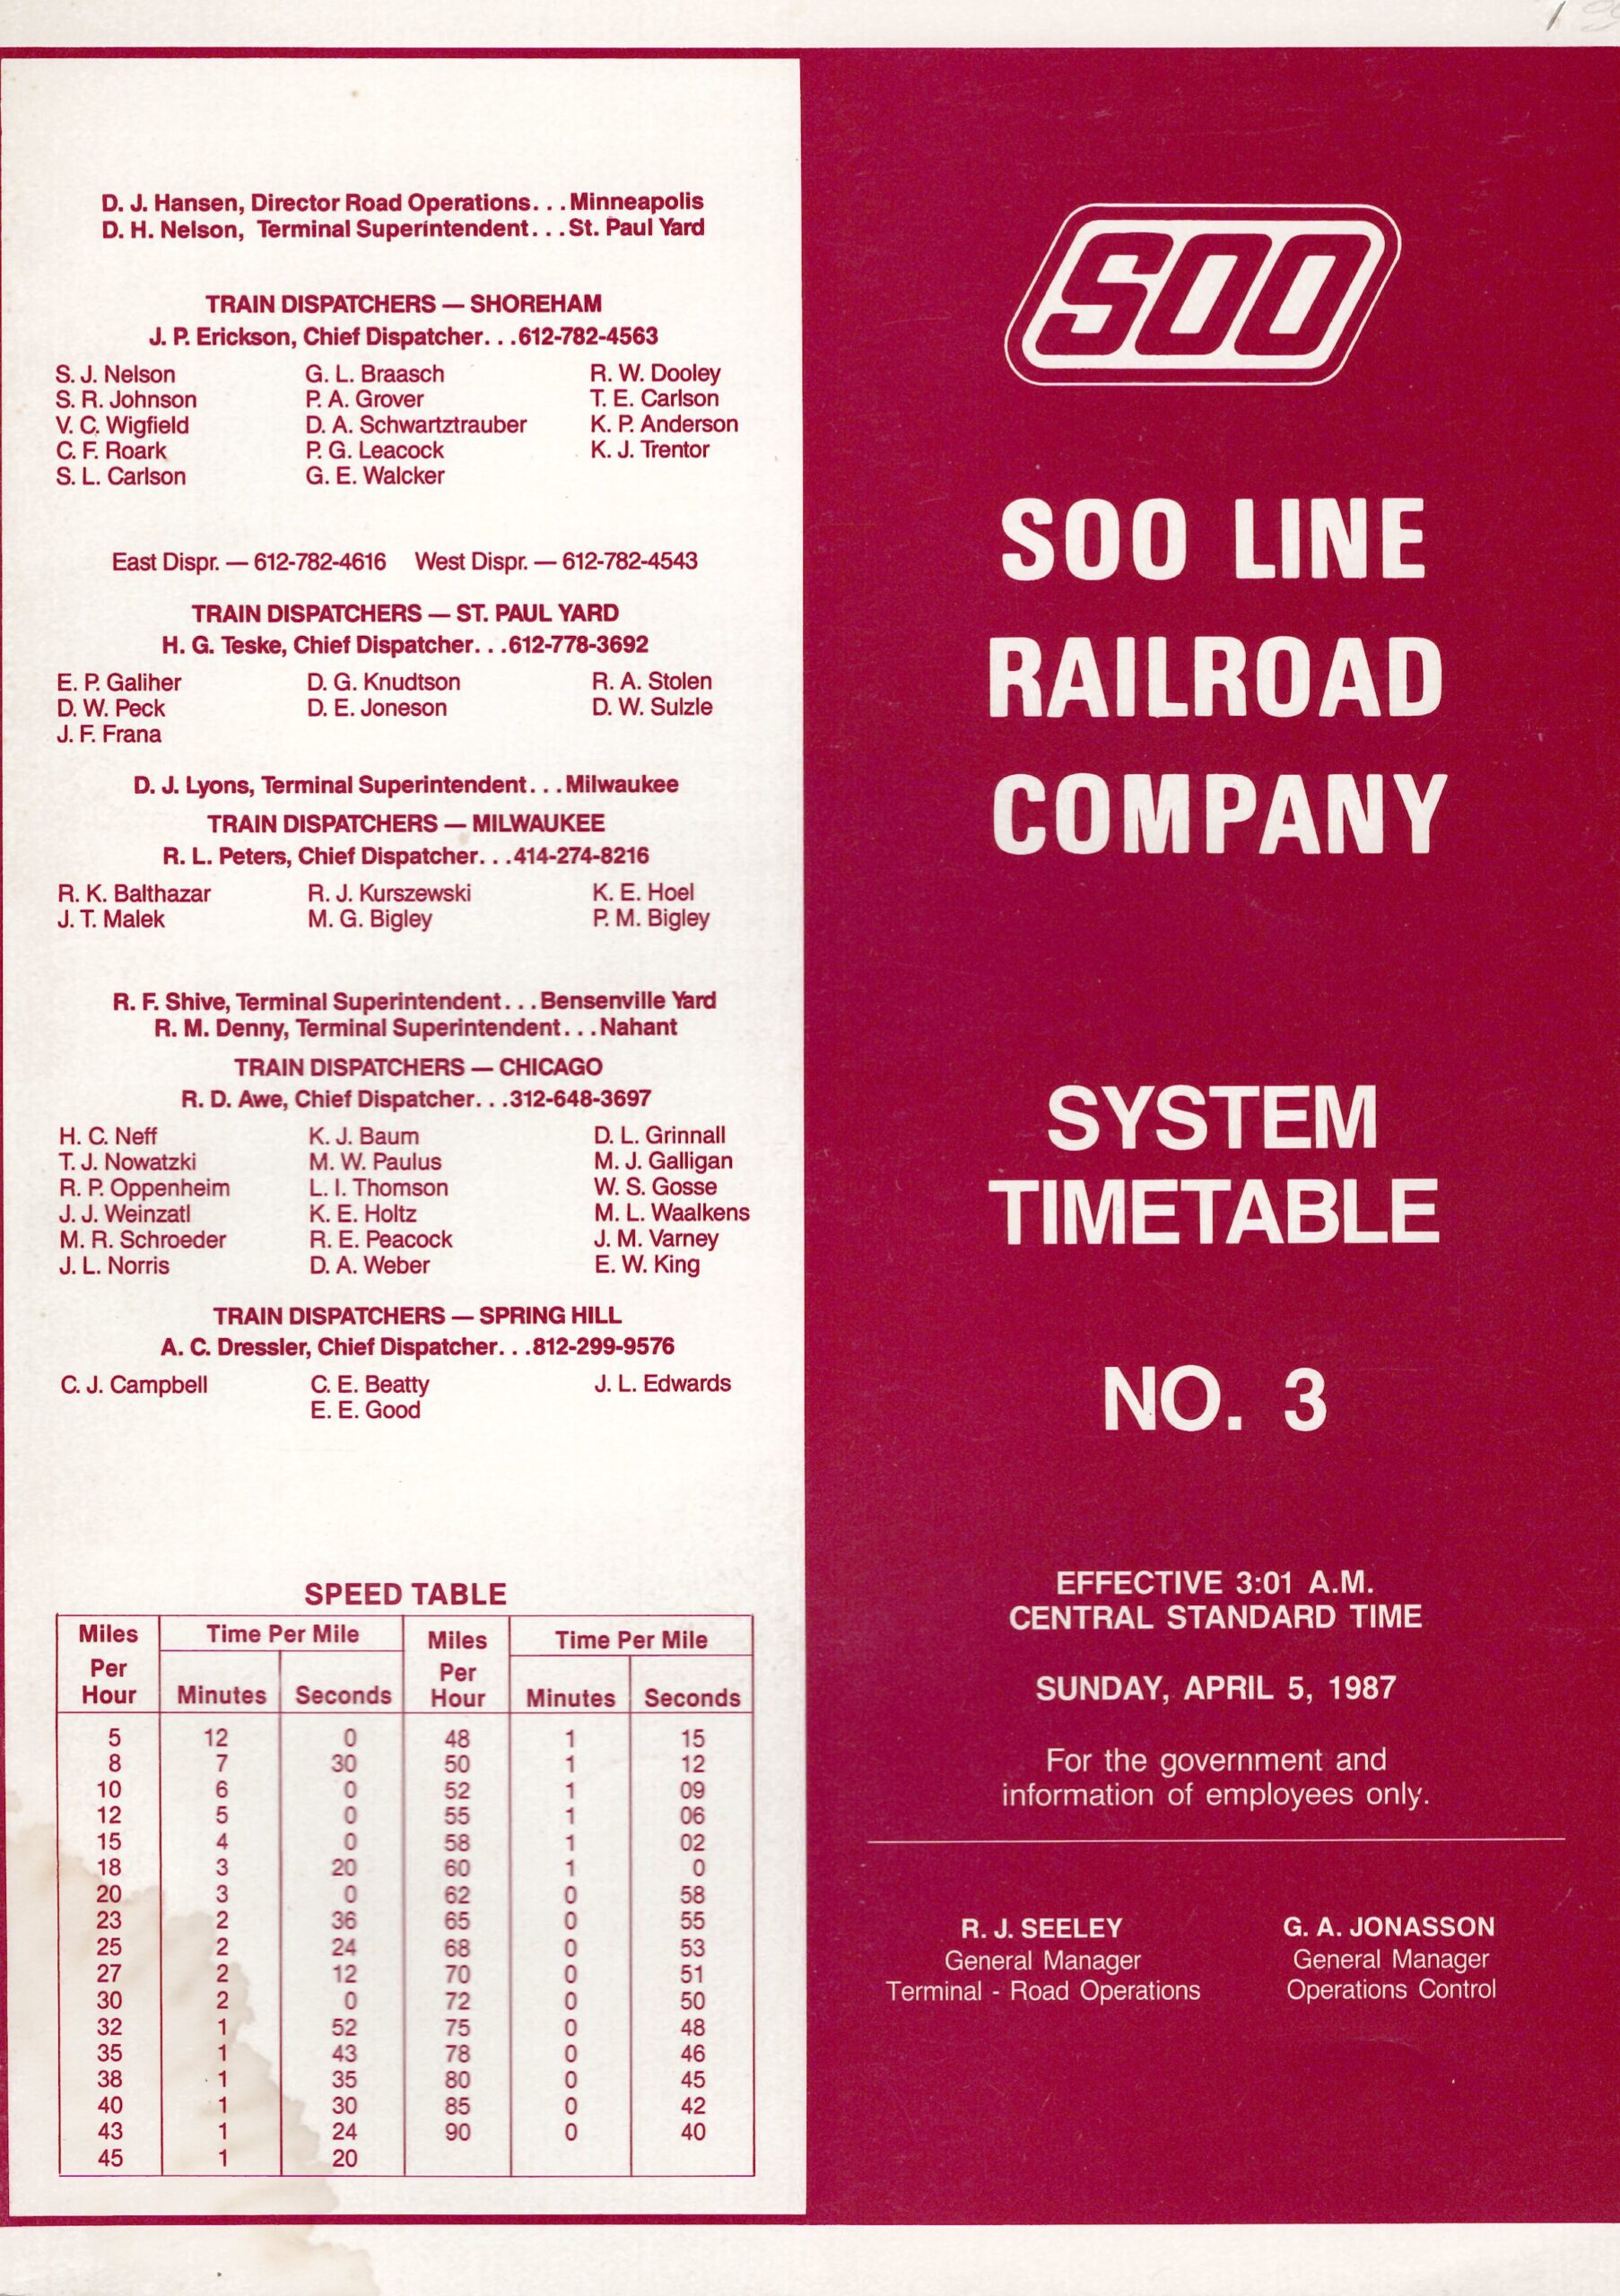 D. J. Hansen, Director Road Operations. . . Minneapolis
D. H. Nelson, Terminal Superintendent. . . St. Paul Yard
TRAIN DISPATCHERS — SHOREHAM
J. P. Erickson, Chief Dispatcher. . .612-782-4563
S. J. Nelson G. L. Braasch R. W. Dooley
S. R. Johnson P. A. Grover T. E. Carlson
V. C. Wigfield D. A. Schwartztrauber K. P. Anderson
C. F. Roark P. G. Leacock K. J. Trentor
S. L. Carlson G. E. Walcker
East Dispr. — 612-782-4616 West Dispr. — 612-782-4543
TRAIN DISPATCHERS — ST. PAUL YARD
H. G. Teske, Chief Dispatcher. . .612-778-3692
E. P. Galiher D. G. Knudtson R. A. Stolen
D. W. Peck D. E. Joneson D. W. Sulzle
J. F. Frana
D. J. Lyons, Terminal Superintendent. . . Milwaukee
TRAIN DISPATCHERS — MILWAUKEE
R. L. Peters, Chief Dispatcher. . .414-274-8216
R. K. Balthazar R. J. Kurszewski K. E. Hoel
J. T. Malek M. G. Bigley P. M. Bigley
R. F. Shive, Terminal Superintendent. . . Bensenville Yard
R. M. Denny, Terminal Superintendent. . . Nahant
TRAIN DISPATCHERS — CHICAGO
R. D. Awe, Chief Dispatcher. . .312-648-3697
H. C. Neff K. J. Baum D. L. Grinnall
T. J. Nowatzki M. W. Paulus M. J. Galligan
R. P. Oppenheim L. I. Thomson W. S. Gosse
J. J. Weinzatl K. E. Holtz M. L. Waalkens
M. R. Schroeder R. E. Peacock J. M. Varney
J. L. Norris D. A. Weber E. W. King
TRAIN DISPATCHERS — SPRING HILL
A. C. Dressler, Chief Dispatcher. . .812-299-9576
C. J. Campbell C. E. Beatty J. L. Edwards
E. E. Good
SPEED TABLE
Miles Per Hour Time Per Mile Miles Per Hour Time Per Mile
Minutes Seconds Minutes Seconds
5 12 0 48 1 15
8 7 30 50 1 12
10 6 0 52 1 09
12 5 0 55 1 06
15 4 0 58 1 02
18 3 20 60 1 0
20 3 0 62 0 58
23 2 36 65 0 55
25 2 24 68 0 53
27 2 12 70 0 51
30 2 0 72 0 50
32 1 52 75 0 48
35 1 43 78 0 46
38 1 35 80 0 45
40 1 30 85 0 42
43 1 24 90 0 40
45 1 20
SOO
SOO LINE
RAILROAD
COMPANY
SYSTEM
TIMETABLE
NO. 3
EFFECTIVE 3:01 A.M.
CENTRAL STANDARD TIME
SUNDAY, APRIL 5, 1987
For the government and
information of employees only.
R. J. SEELEY G. A. JONASSON
General Manager General Manager
Terminal - Road Operations Operations Control